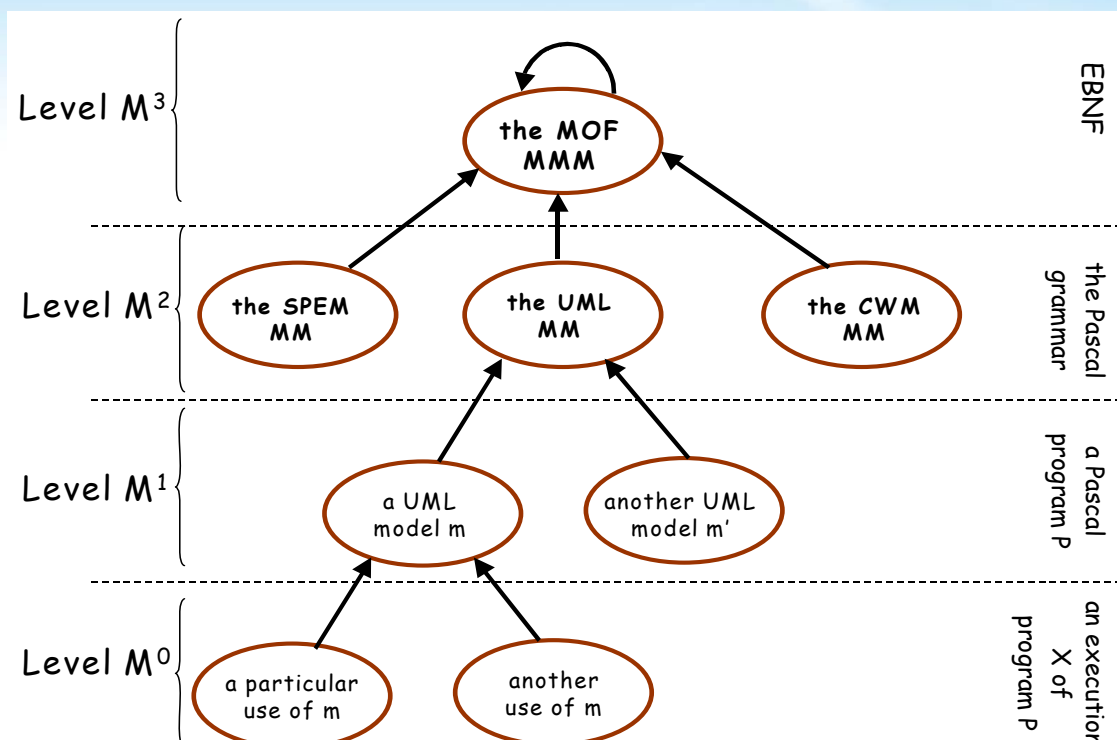 Level M3
the MOF
MMM
EBNF
Level M2
the SPEM
MM
the UML
MM
the CWM
MM
the Pascal
grammar
Level M1
a UML
model m
another UML
model m'
a Pascal
program P
Level M0
a particular
use of m
another
use of m
an execution
X of
program P